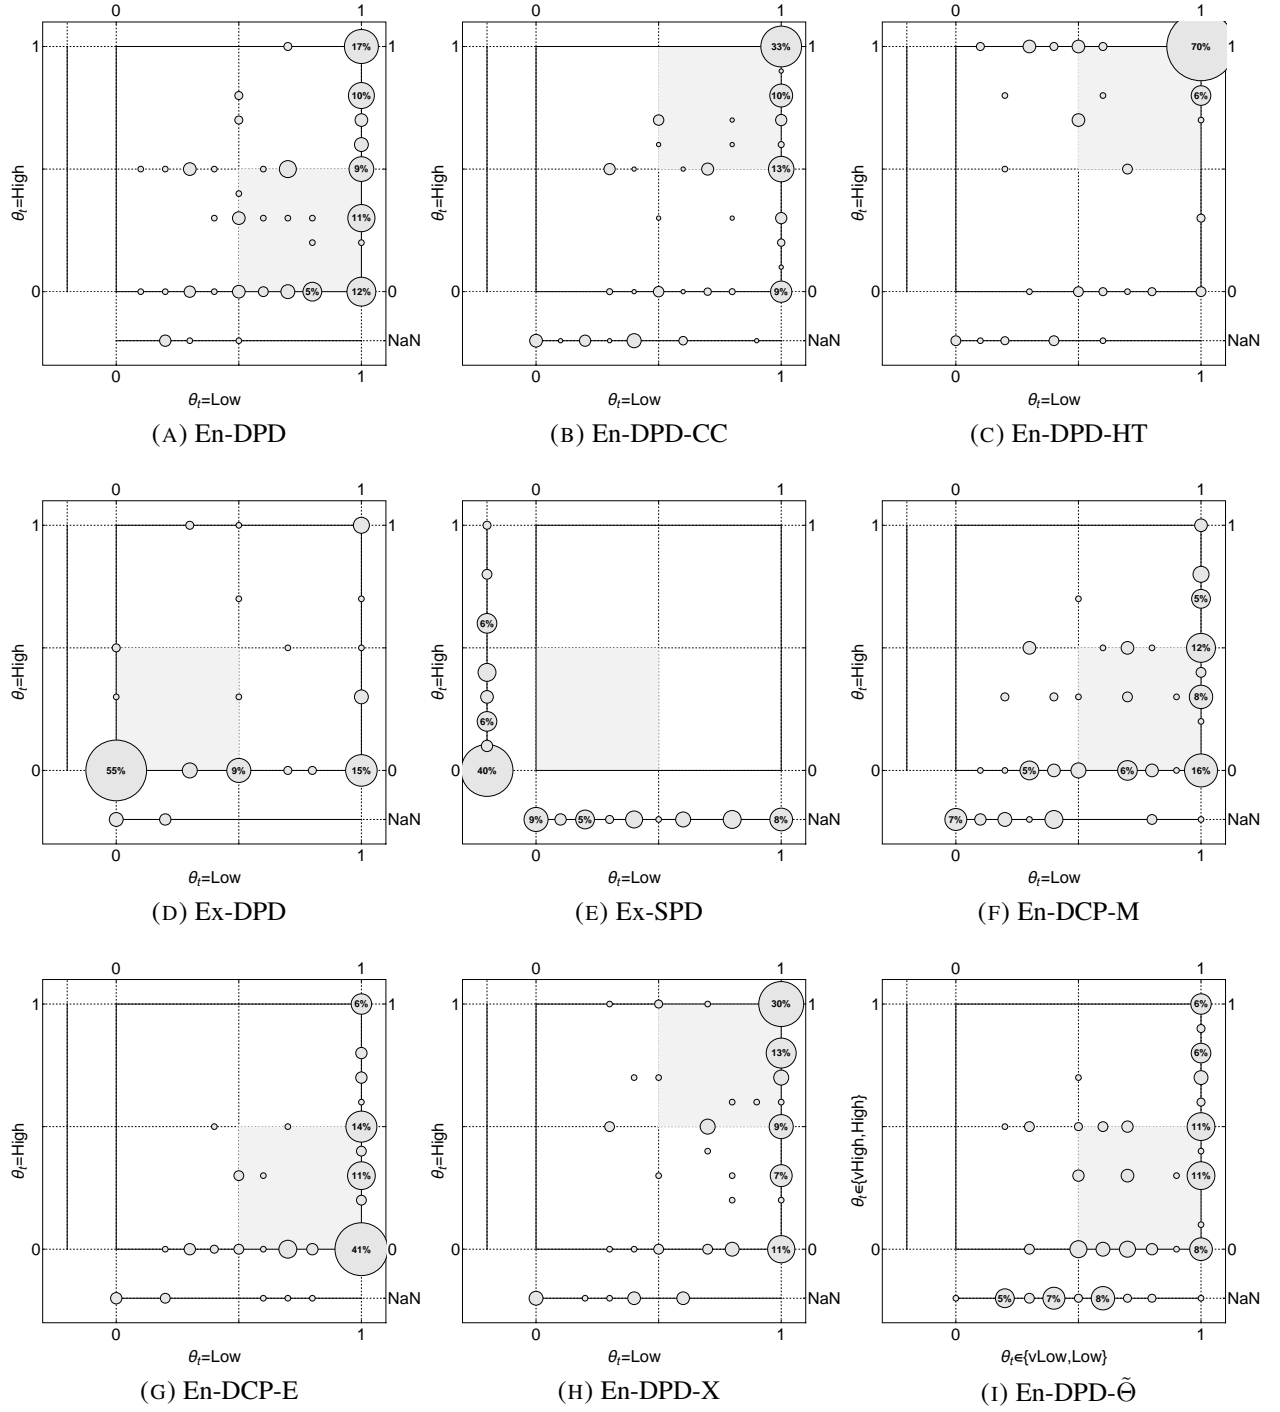 0 1
1 17% 1
10%
9%
11%
0 5% 12% 0
NaN
0 1
θt=High
θt=Low
(A) En-DPD
0 1
1 33% 1
10%
13%
0 9% 0
NaN
0 1
θt=High
θt=Low
(B) En-DPD-CC
0 1
1 70% 1
6%
0 0
NaN
0 1
θt=High
θt=Low
(C) En-DPD-HT
0 1
1 1
0 55% 9% 15% 0
NaN
0 1
θt=High
θt=Low
(D) Ex-DPD
0 1
1 1
6%
6%
0 40% 0
9% 5% 8% NaN
0 1
θt=High
θt=Low
(E) Ex-SPD
0 1
1 1
5%
12%
8%
0 5% 6% 16% 0
7% NaN
0 1
θt=High
θt=Low
(F) En-DCP-M
0 1
1 6% 1
14%
11%
0 41% 0
NaN
0 1
θt=High
θt=Low
(G) En-DCP-E
0 1
1 30% 1
13%
9%
7%
0 11% 0
NaN
0 1
θt=High
θt=Low
(H) En-DPD-X
0 1
1 6% 1
6%
11%
11%
0 8% 0
5% 7% 8% NaN
0 1
θt∈{vHigh,High}
θt∈{vLow,Low}
(I) En-DPD-Θ̃